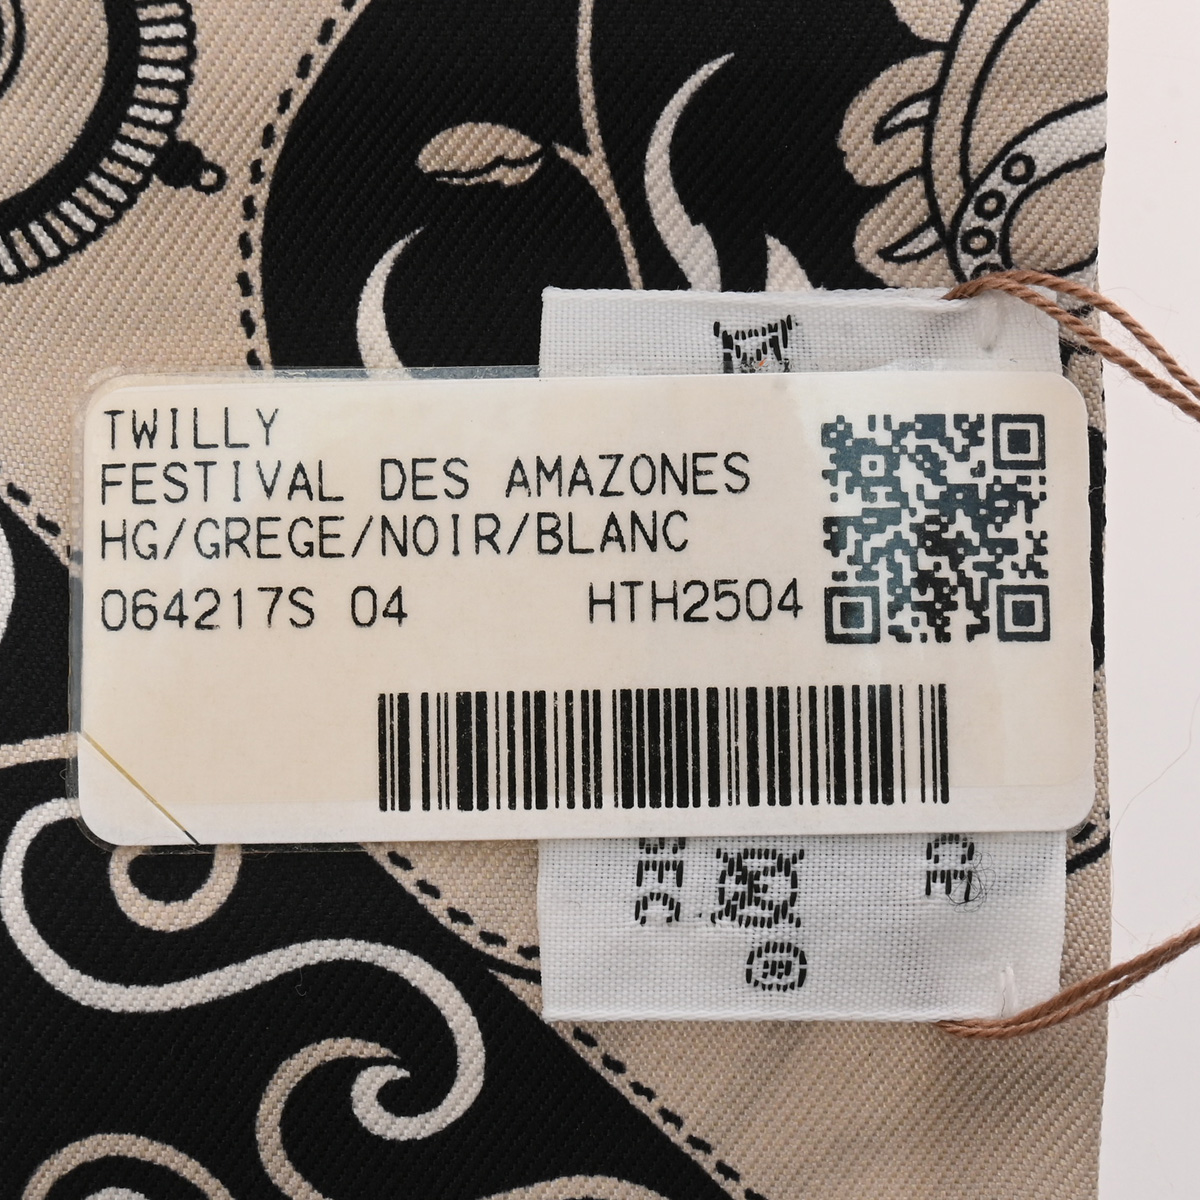 TWILLY
FESTIVAL DES AMAZONES
HG/GREGE/NOIR/BLANC
064217S 04 HTH2504